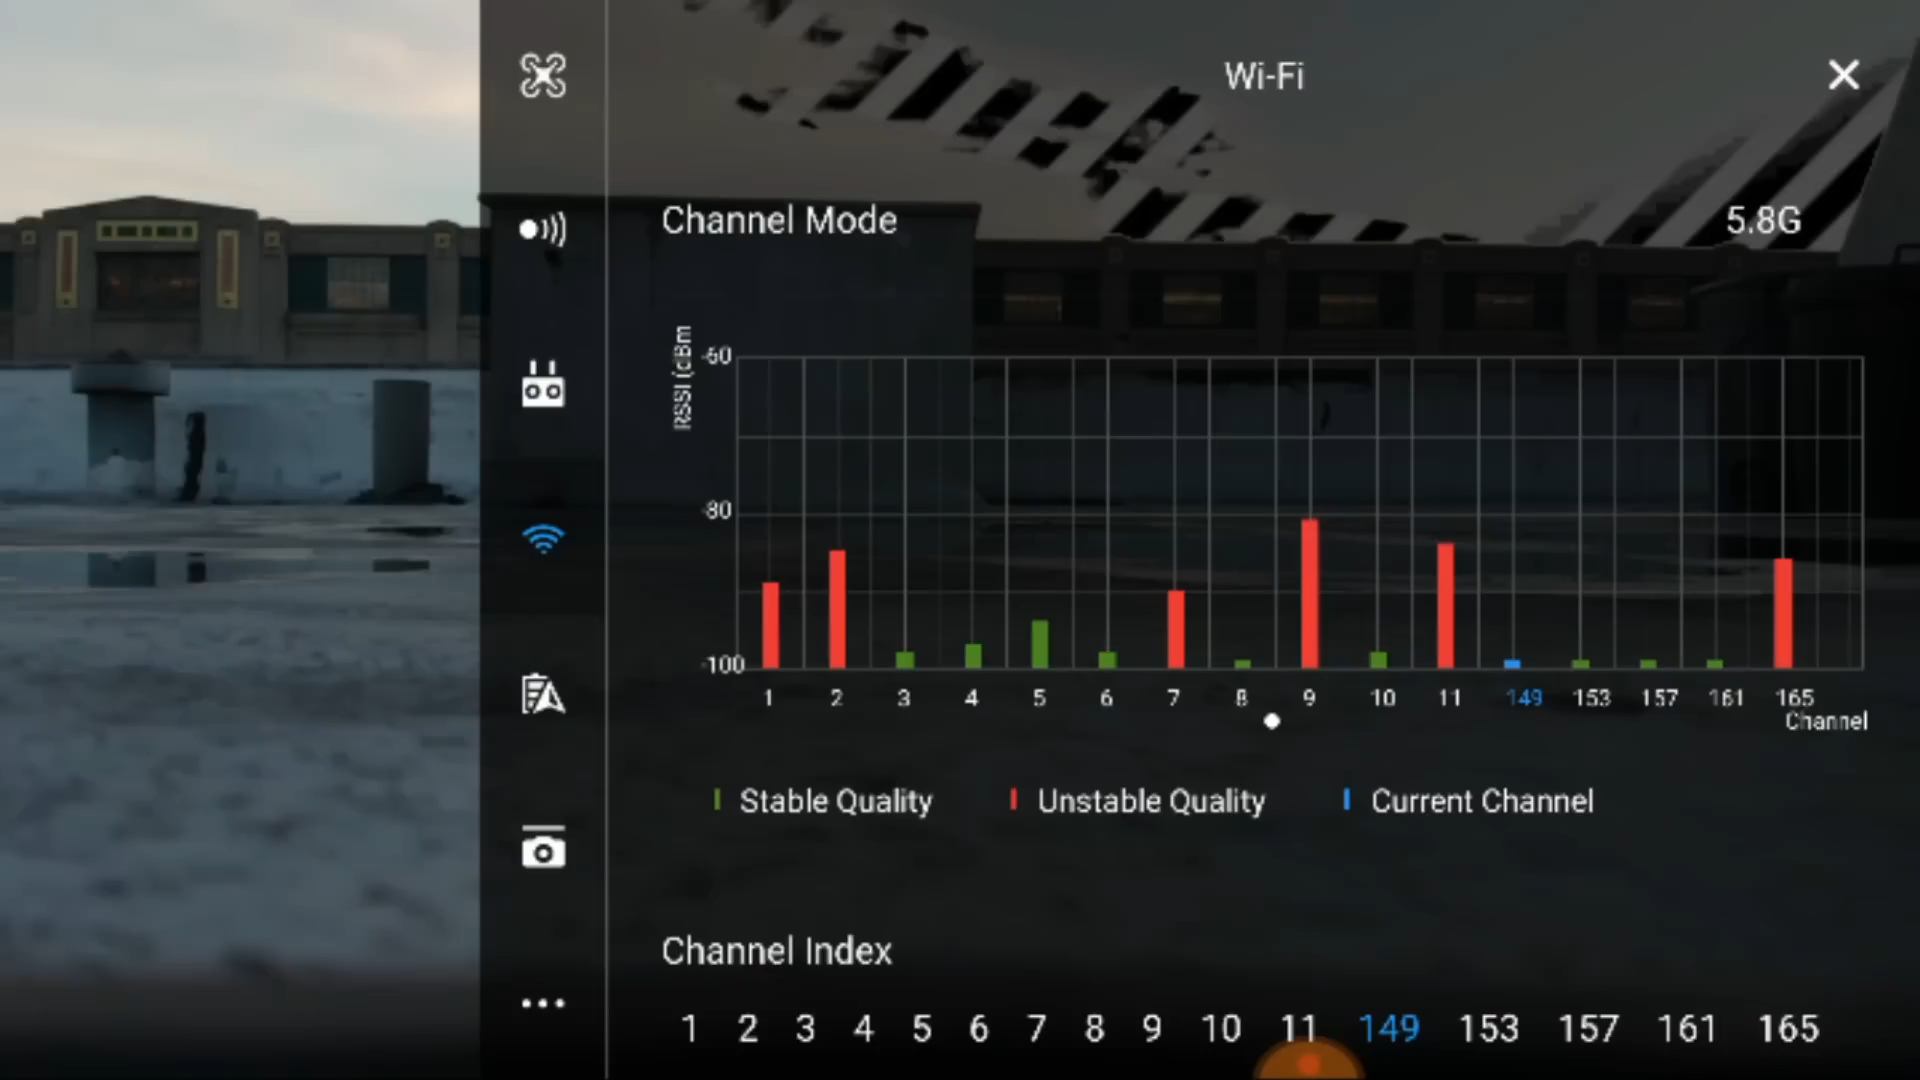 Wi-Fi
Channel Mode 5.8G
RSSI (dBm
-60
-80
-100
1 2 3 4 5 6 7 8 9 10 11 149 153 157 161 165
Channel
Stable Quality Unstable Quality Current Channel
Channel Index
1 2 3 4 5 6 7 8 9 10 11 149 153 157 161 165